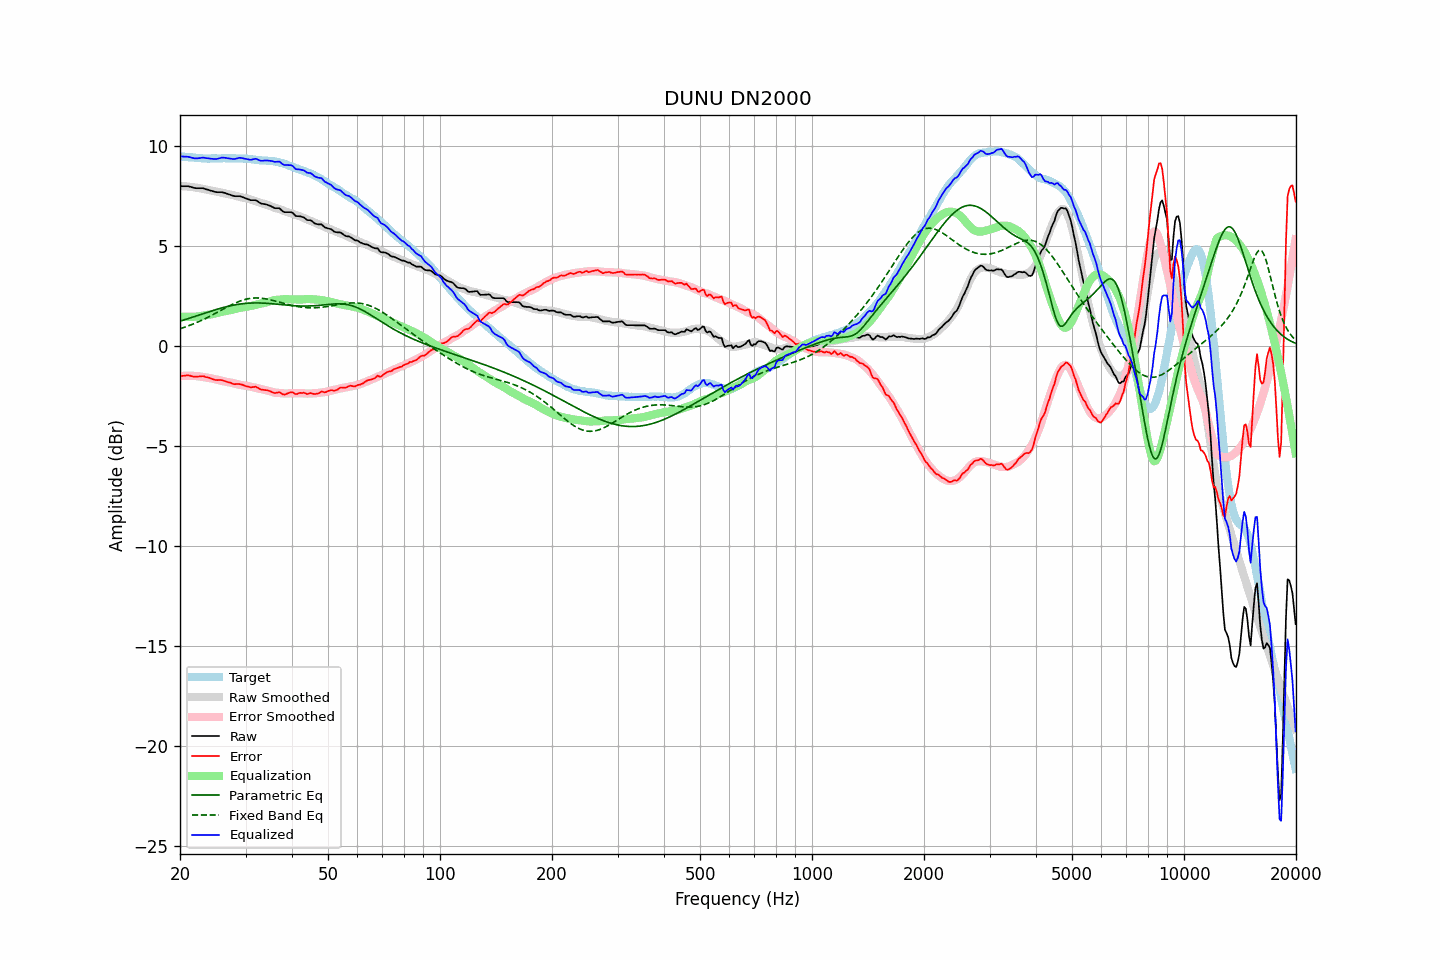 DUNU DN2000
Amplitude (dBr)
10
5
0
−5
−10
−15
−20
−25
Target
Raw Smoothed
Error Smoothed
Raw
Error
Equalization
Parametric Eq
Fixed Band Eq
Equalized
20 50 100 200 500 1000 2000 5000 10000 20000
Frequency (Hz)